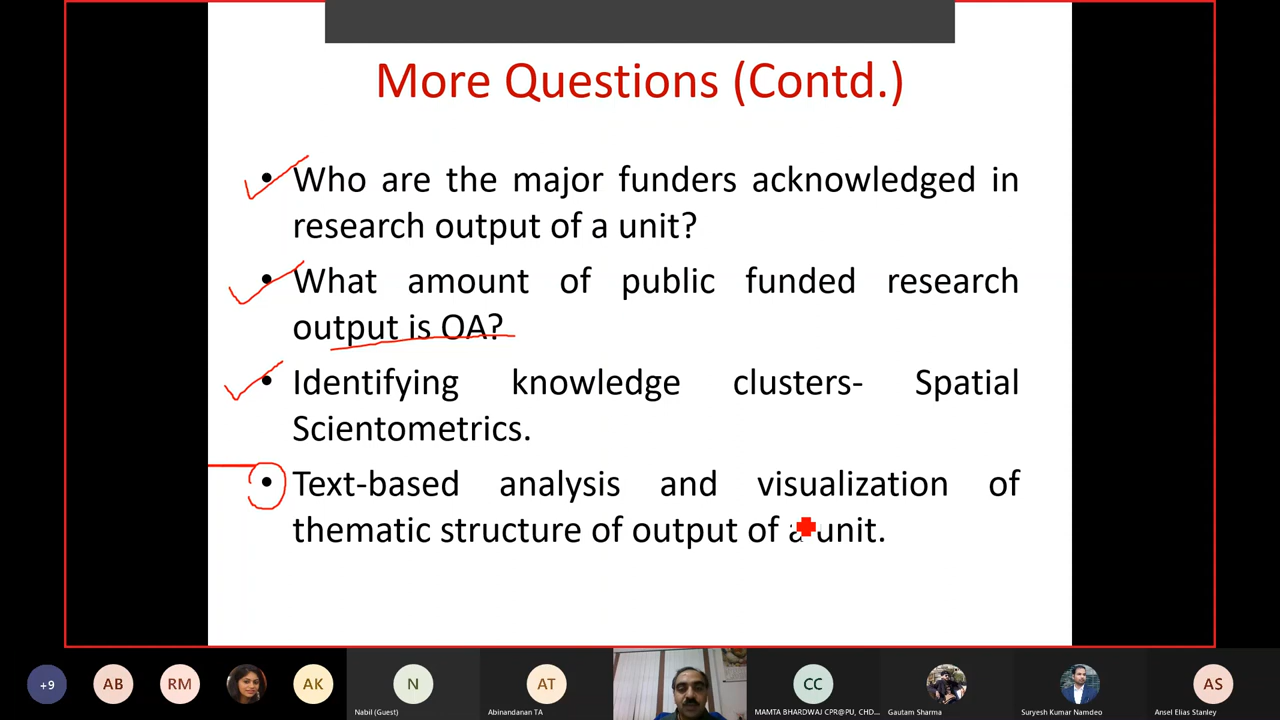 More Questions (Contd.)
• Who are the major funders acknowledged in
research output of a unit?
• What amount of public funded research
output is OA?
• Identifying knowledge clusters- Spatial
Scientometrics.
• Text-based analysis and visualization of
thematic structure of output of a unit.
+9 AB RM AK N AT CC AS
Nabil (Guest) Abinandanan TA MAMTA BHARDWAJ CPR@PU, CHD... Gautam Sharma Suryesh Kumar Namdeo Ansel Elias Stanley